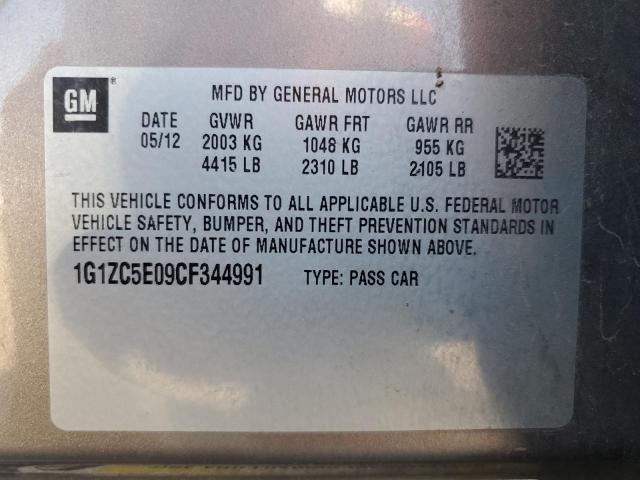 GM®
MFD BY GENERAL MOTORS LLC
DATE GVWR GAWR FRT GAWR RR
05/12 2003 KG 1048 KG 955 KG
4415 LB 2310 LB 2105 LB
THIS VEHICLE CONFORMS TO ALL APPLICABLE U.S. FEDERAL MOTOR
VEHICLE SAFETY, BUMPER, AND THEFT PREVENTION STANDARDS IN
EFFECT ON THE DATE OF MANUFACTURE SHOWN ABOVE.
1G1ZC5E09CF344991 TYPE: PASS CAR